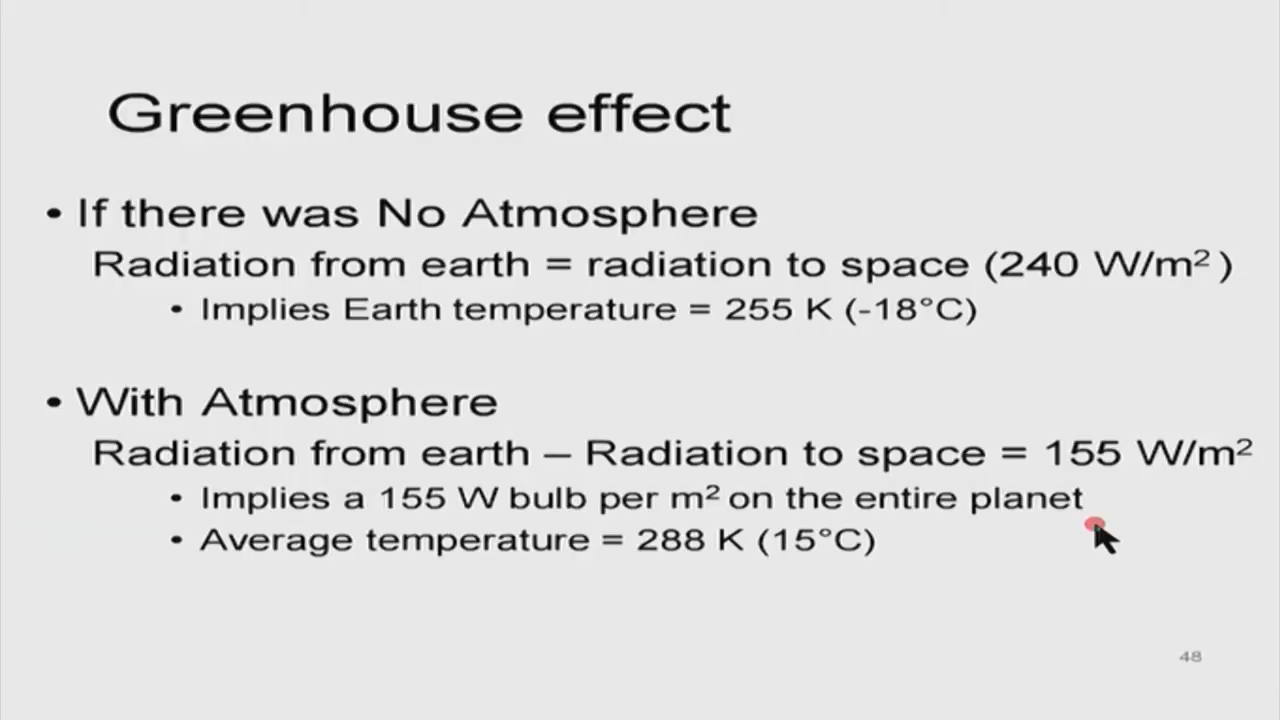 Greenhouse effect
• If there was No Atmosphere
Radiation from earth = radiation to space (240 W/m²)
• Implies Earth temperature = 255 K (-18°C)
• With Atmosphere
Radiation from earth – Radiation to space = 155 W/m²
• Implies a 155 W bulb per m² on the entire planet
• Average temperature = 288 K (15°C)
48